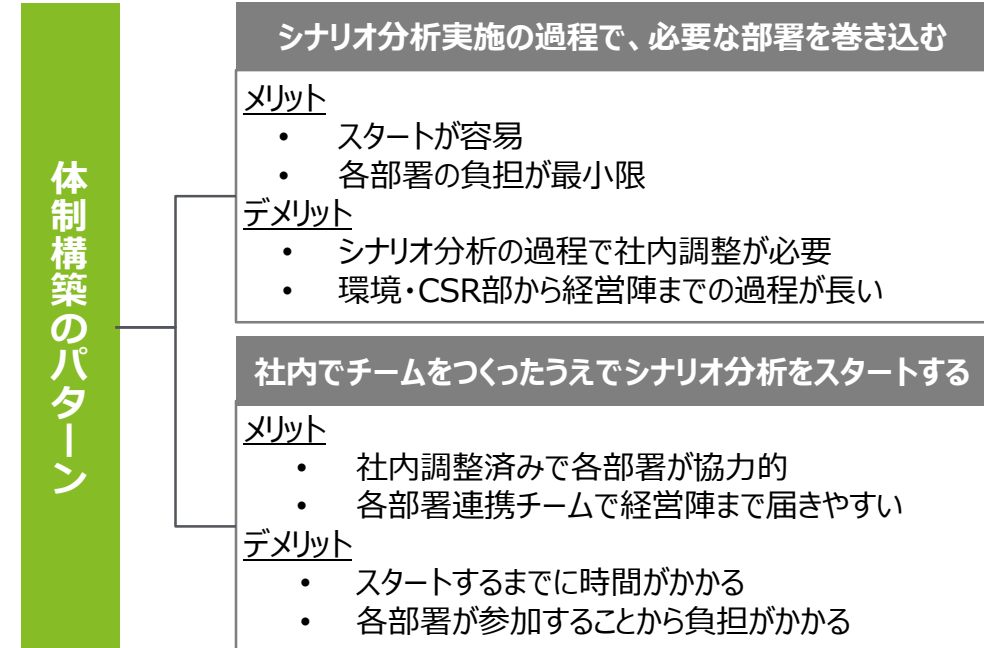 体制構築のパターン
シナリオ分析実施の過程で、必要な部署を巻き込む
メリット
• スタートが容易
• 各部署の負担が最小限
デメリット
• シナリオ分析の過程で社内調整が必要
• 環境・CSR部から経営陣までの過程が長い
社内でチームをつくったうえでシナリオ分析をスタートする
メリット
• 社内調整済みで各部署が協力的
• 各部署連携チームで経営陣まで届きやすい
デメリット
• スタートするまでに時間がかかる
• 各部署が参加することから負担がかかる